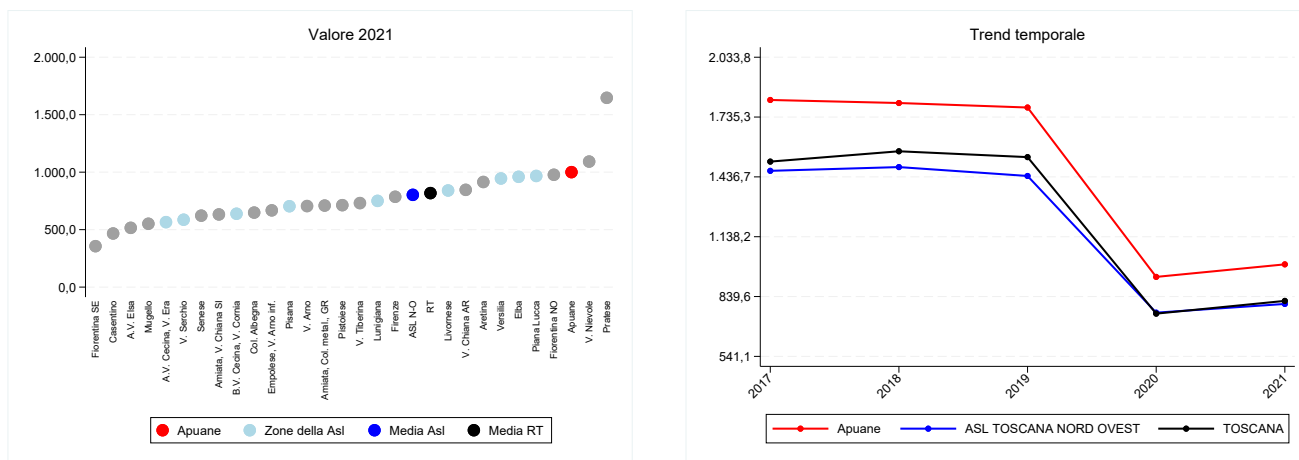 Valore 2021
2.000,0
1.500,0
1.000,0
500,0
0,0
Fiorentina SE
Casentino
A.V. Elsa
Mugello
A.V. Cecina, V. Era
V. Serchio
Senese
Amiata, V. Chiana SI
B.V. Cecina, V. Cornia
Col. Albegna
Empolese, V. Arno inf.
Pisana
V. Arno
Amiata, Col. metal., GR
Pistoiese
V. Tiberina
Lunigiana
Firenze
ASL N-O
RT
Livornese
V. Chiana AR
Aretina
Versilia
Elba
Piana Lucca
Fiorentina NO
Apuane
V. Nievole
Pratese
Apuane
Zone della Asl
Media Asl
Media RT
Trend temporale
2.033,8
1.735,3
1.436,7
1.138,2
839,6
541,1
2017
2018
2019
2020
2021
Apuane
ASL TOSCANA NORD OVEST
TOSCANA